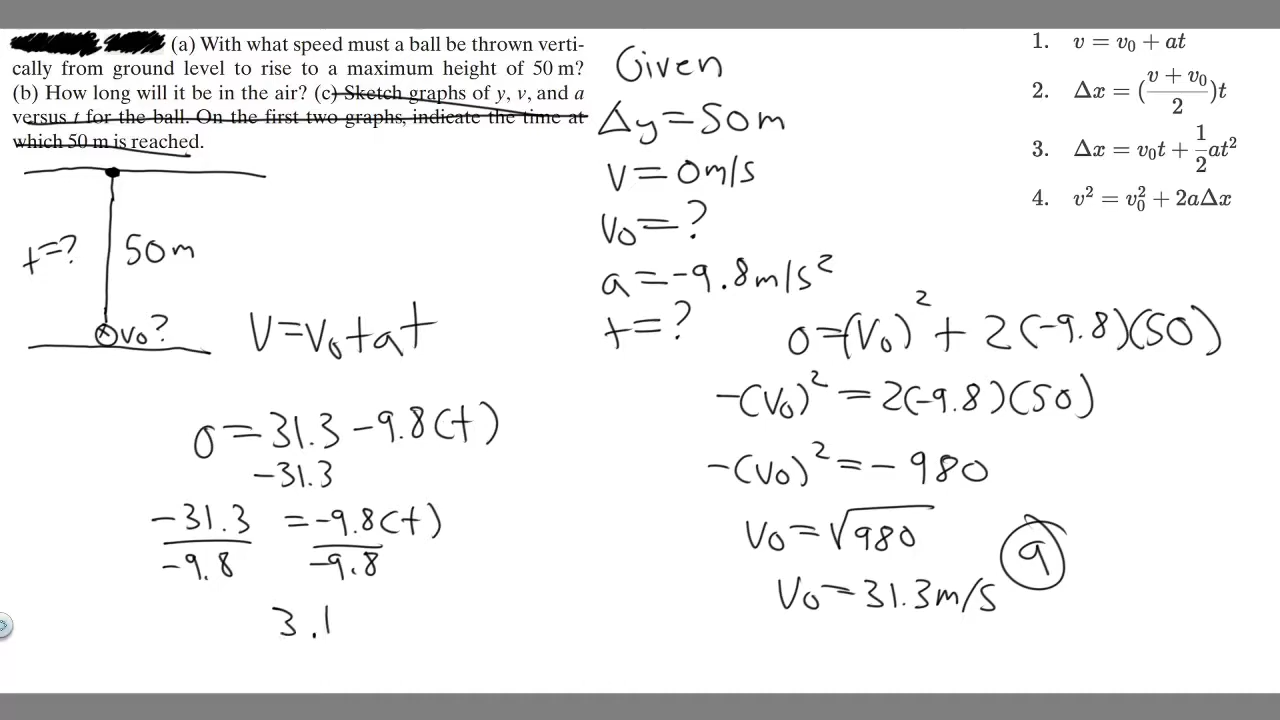 (a) With what speed must a ball be thrown verti-
cally from ground level to rise to a maximum height of 50 m?
(b) How long will it be in the air? (c) Sketch graphs of y, v, and a
versus t for the ball. On the first two graphs, indicate the time at
which 50 m is reached.
t=?
50m
v₀?
Given
Δy=50m
v=0m/s
v₀=?
a=-9.8m/s²
t=?
1. v = v₀ + at
2. Δx = ((v + v₀)/2)t
3. Δx = v₀t + 1/2 at²
4. v² = v₀² + 2aΔx
V=V₀+at
0=31.3-9.8(t)
-31.3
-31.3/-9.8 = -9.8(t)/-9.8
3.1
0=(V₀)²+2(-9.8)(50)
-(V₀)²=2(-9.8)(50)
-(V₀)²=-980
V₀=√980
V₀=31.3m/s
a